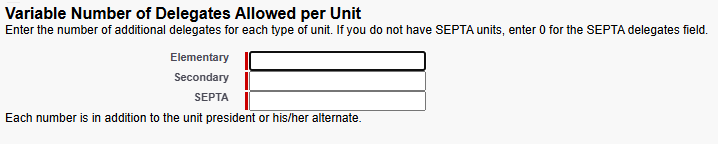 Variable Number of Delegates Allowed per Unit
Enter the number of additional delegates for each type of unit. If you do not have SEPTA units, enter 0 for the SEPTA delegates field.
Elementary
Secondary
SEPTA
Each number is in addition to the unit president or his/her alternate.